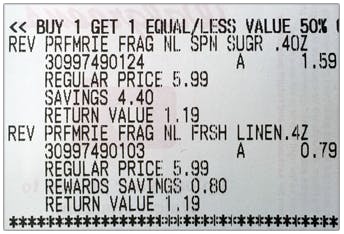 << BUY 1 GET 1 EQUAL/LESS VALUE 50% 
REV PRFMRIE FRAG NL SPN SUGR .4OZ
30997490124 A 1.59
REGULAR PRICE 5.99
SAVINGS 4.40
RETURN VALUE 1.19
REV PRFMRIE FRAG NL FRSH LINEN.4Z
30997490103 A 0.79
REGULAR PRICE 5.99
REWARDS SAVINGS 0.80
RETURN VALUE 1.19
***************************************